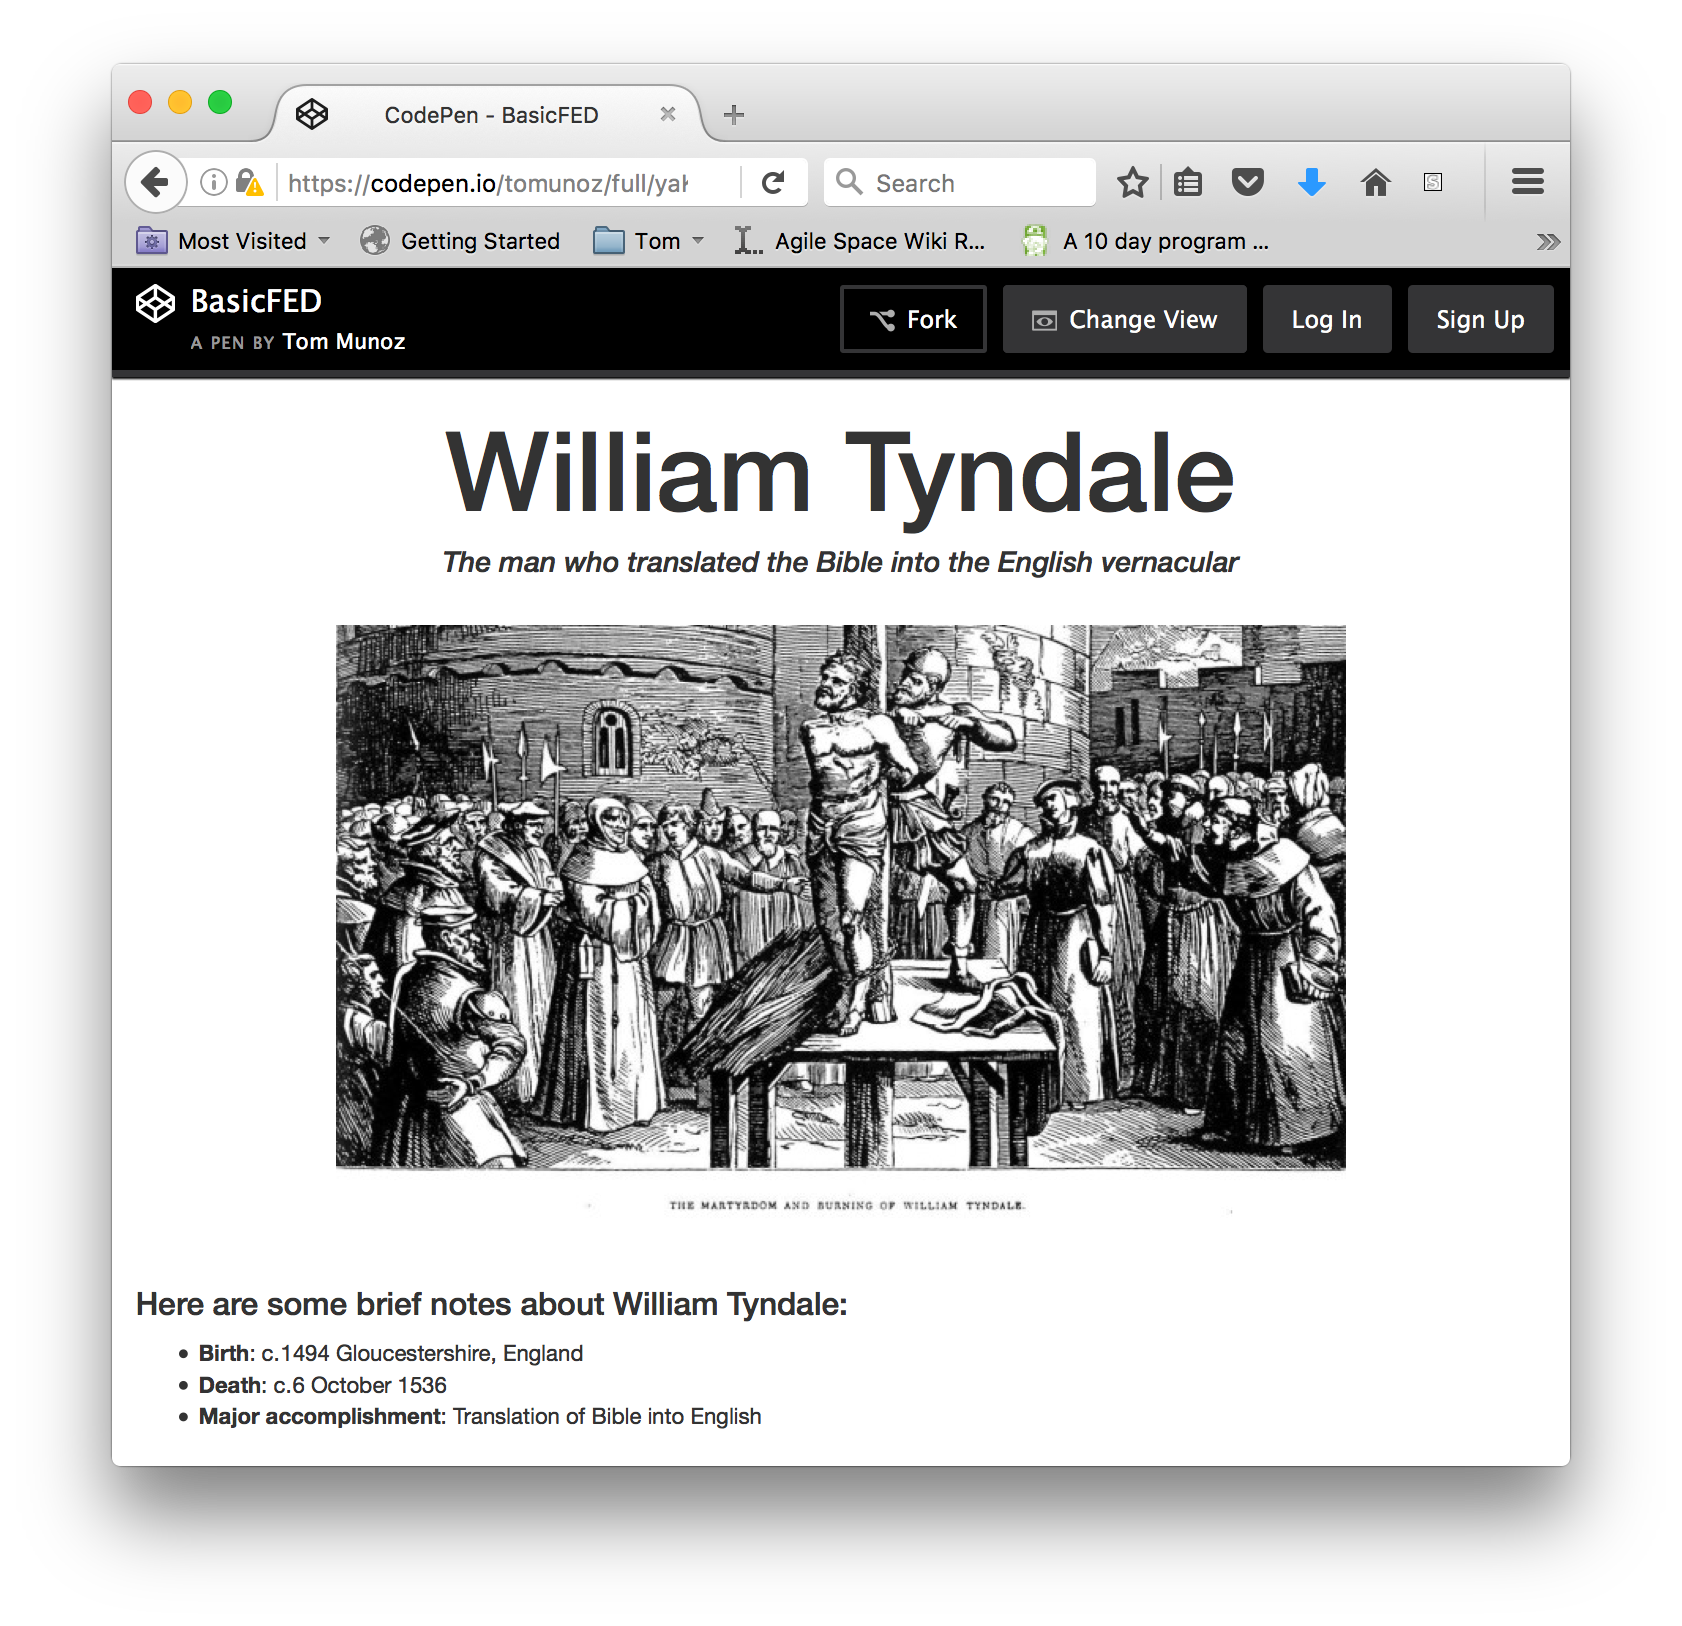 CodePen - BasicFED
https://codepen.io/tomunoz/full/yak
Search
Most Visited
Getting Started
Tom
Agile Space Wiki R...
A 10 day program ...
BasicFED
A PEN BY Tom Munoz
Fork
Change View
Log In
Sign Up
William Tyndale
The man who translated the Bible into the English vernacular
THE MARTYRDOM AND BURNING OF WILLIAM TYNDALE.
Here are some brief notes about William Tyndale:
• Birth: c.1494 Gloucestershire, England
• Death: c.6 October 1536
• Major accomplishment: Translation of Bible into English